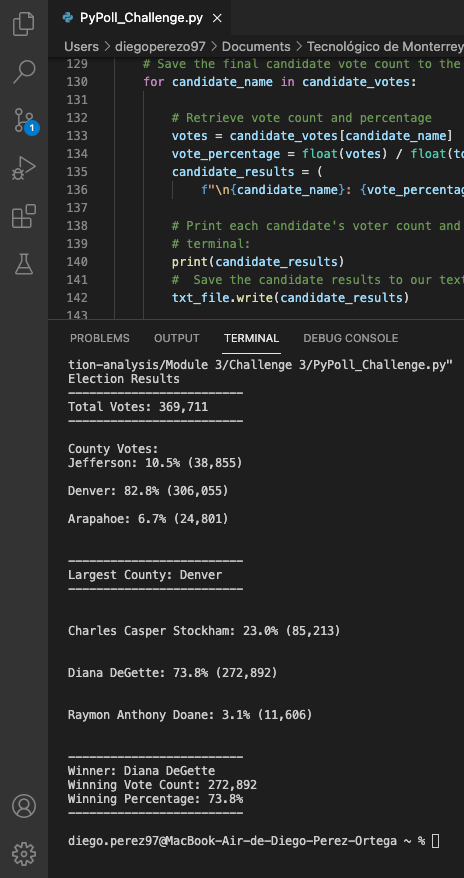 PyPoll_Challenge.py ×
Users > diegoperezo97 > Documents > Tecnológico de Monterrey
129 # Save the final candidate vote count to the
130 for candidate_name in candidate_votes:
131
132 # Retrieve vote count and percentage
133 votes = candidate_votes[candidate_name]
134 vote_percentage = float(votes) / float(to
135 candidate_results = (
136 f"\n{candidate_name}: {vote_percentag
137
138 # Print each candidate's voter count and
139 # terminal:
140 print(candidate_results)
141 #  Save the candidate results to our text
142 txt_file.write(candidate_results)
143
1
PROBLEMS OUTPUT TERMINAL DEBUG CONSOLE
tion-analysis/Module 3/Challenge 3/PyPoll_Challenge.py"
Election Results
-------------------------
Total Votes: 369,711
-------------------------
County Votes:
Jefferson: 10.5% (38,855)
Denver: 82.8% (306,055)
Arapahoe: 6.7% (24,801)
-------------------------
Largest County: Denver
-------------------------
Charles Casper Stockham: 23.0% (85,213)
Diana DeGette: 73.8% (272,892)
Raymon Anthony Doane: 3.1% (11,606)
-------------------------
Winner: Diana DeGette
Winning Vote Count: 272,892
Winning Percentage: 73.8%
-------------------------
diego.perez97@MacBook-Air-de-Diego-Perez-Ortega ~ %